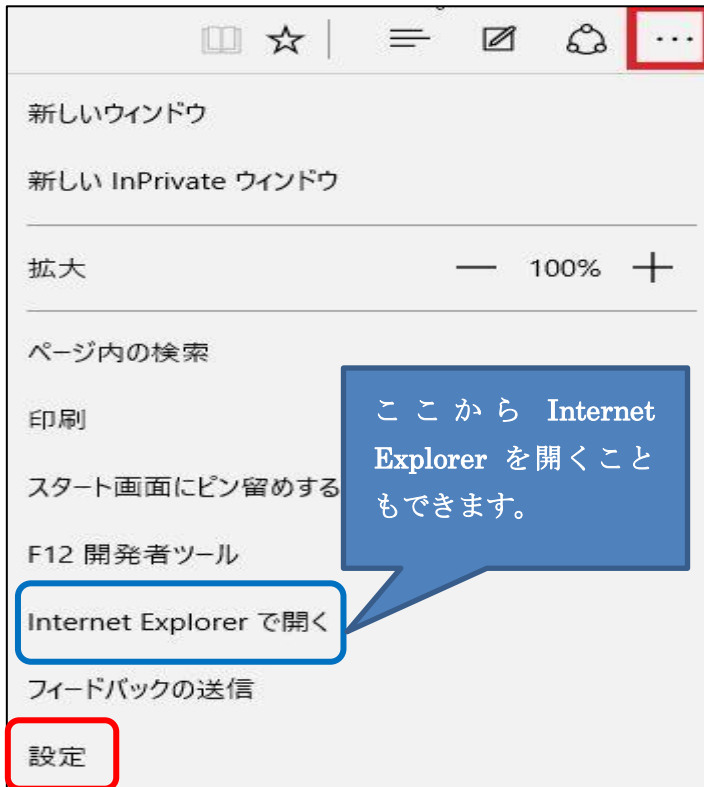 新しいウィンドウ
新しい InPrivate ウィンドウ
拡大 — 100% +
ページ内の検索
印刷
スタート画面にピン留めする
F12 開発者ツール
Internet Explorer で開く
フィードバックの送信
設定
ここから Internet
Explorer を開くこと
もできます。